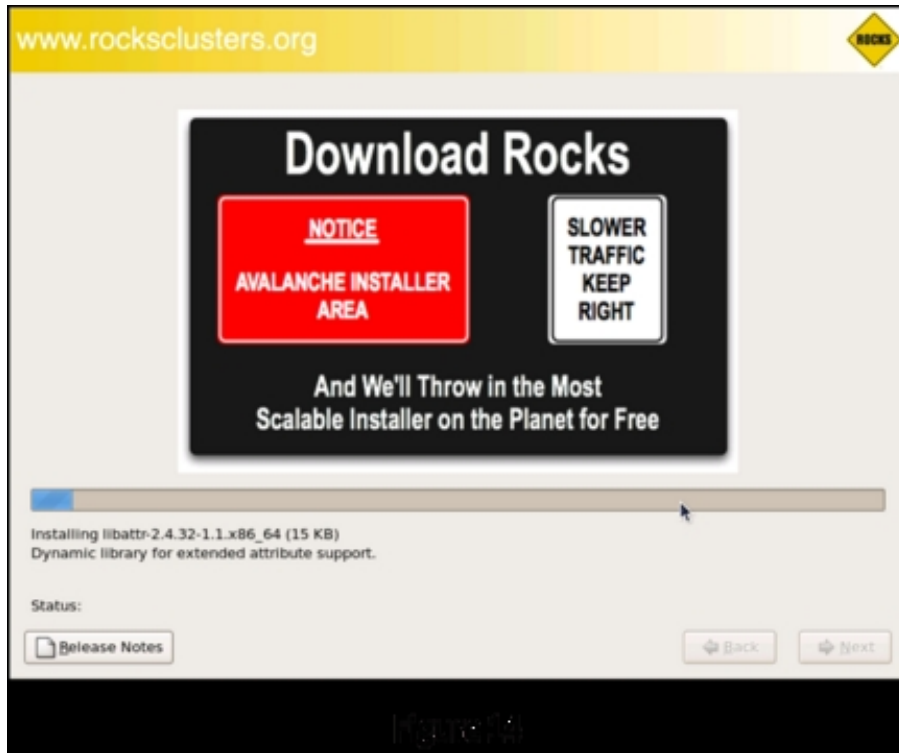 www.rocksclusters.org
ROCKS
Download Rocks
NOTICE
AVALANCHE INSTALLER
AREA
SLOWER
TRAFFIC
KEEP
RIGHT
And We'll Throw in the Most
Scalable Installer on the Planet for Free
Installing libattr-2.4.32-1.1.x86_64 (15 KB)
Dynamic library for extended attribute support.
Status:
Release Notes
Back
Next